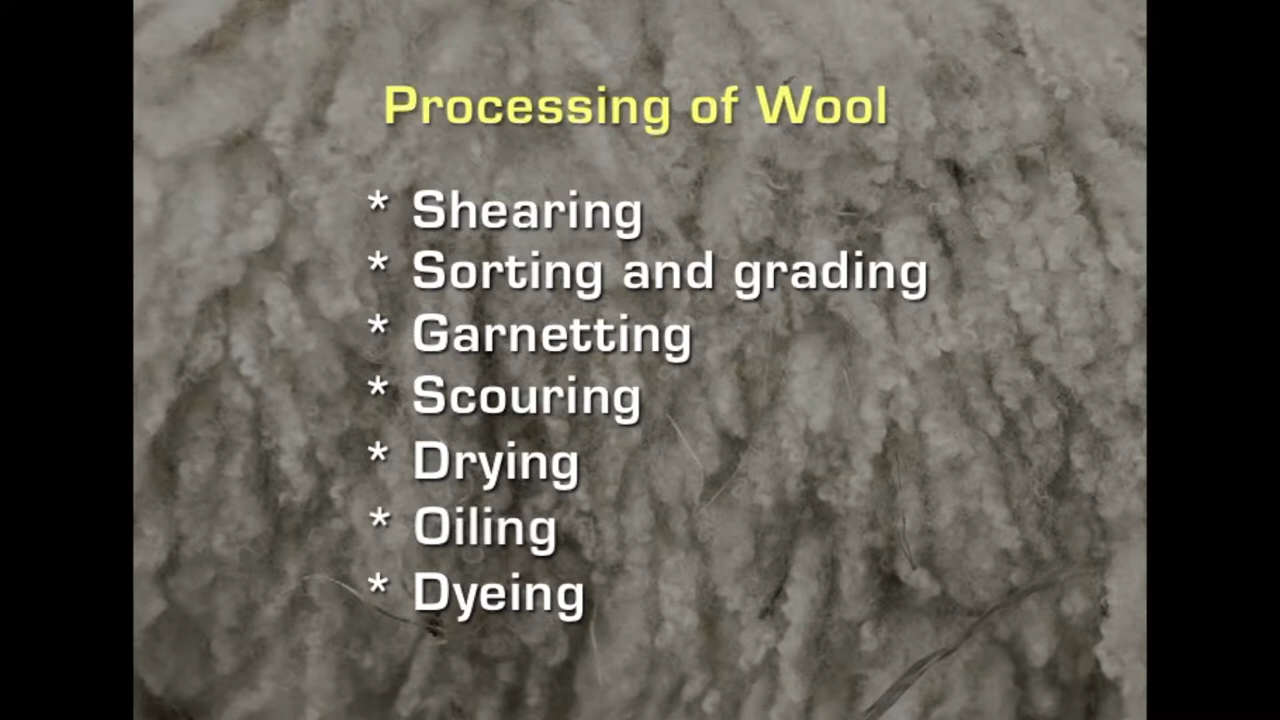 Processing of Wool
* Shearing
* Sorting and grading
* Garnetting
* Scouring
* Drying
* Oiling
* Dyeing